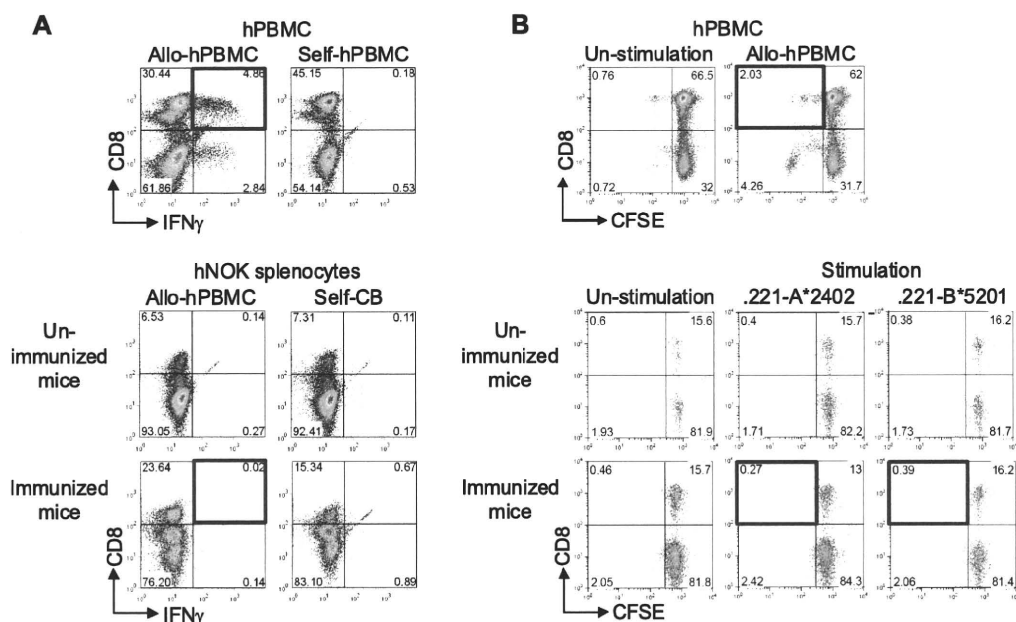 A
hPBMC
Allo-hPBMC Self-hPBMC
30.44 4.86 45.15 0.18
61.86 2.84 54.14 0.53
CD8
IFNγ
hNOK splenocytes
Allo-hPBMC Self-CB
Un-
immunized
mice
6.53 0.14 7.31 0.11
93.05 0.27 92.41 0.17
Immunized
mice
23.64 0.02 15.34 0.67
76.20 0.14 83.10 0.89
CD8
IFNγ
B
hPBMC
Un-stimulation Allo-hPBMC
0.76 66.5 2.03 62
0.72 32 4.26 31.7
CD8
CFSE
Stimulation
Un-stimulation .221-A*2402 .221-B*5201
Un-
immunized
mice
0.6 15.6 0.4 15.7 0.38 16.2
1.93 81.9 1.71 82.2 1.73 81.7
Immunized
mice
0.46 15.7 0.27 13 0.39 16.2
2.05 81.8 2.42 84.3 2.06 81.4
CD8
CFSE